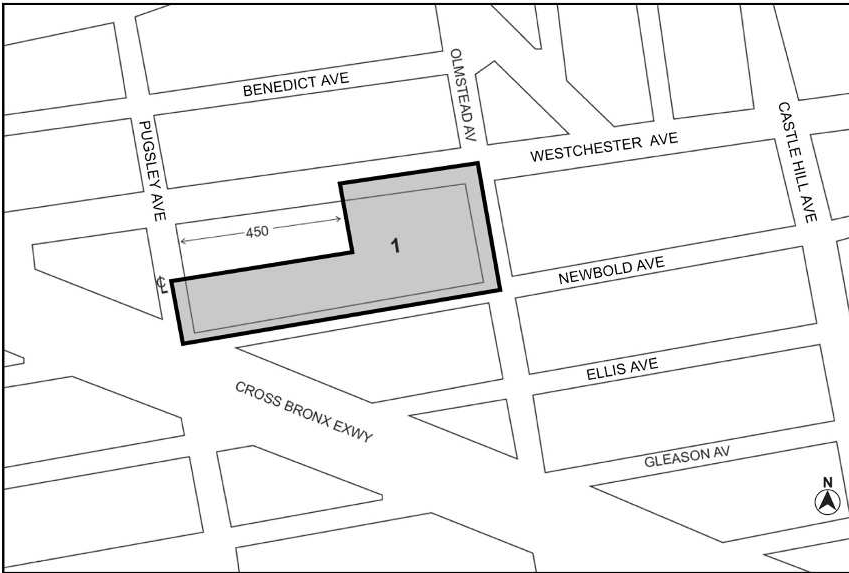 BENEDICT AVE
OLMSTEAD AV
PUGSLEY AVE
WESTCHESTER AVE
CASTLE HILL AVE
450
1
℄
NEWBOLD AVE
ELLIS AVE
CROSS BRONX EXWY
GLEASON AV
N